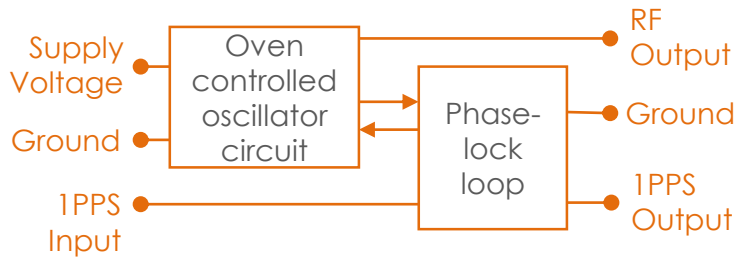 Supply
Voltage
Ground
1PPS
Input
Oven
controlled
oscillator
circuit
Phase-
lock
loop
RF
Output
Ground
1PPS
Output